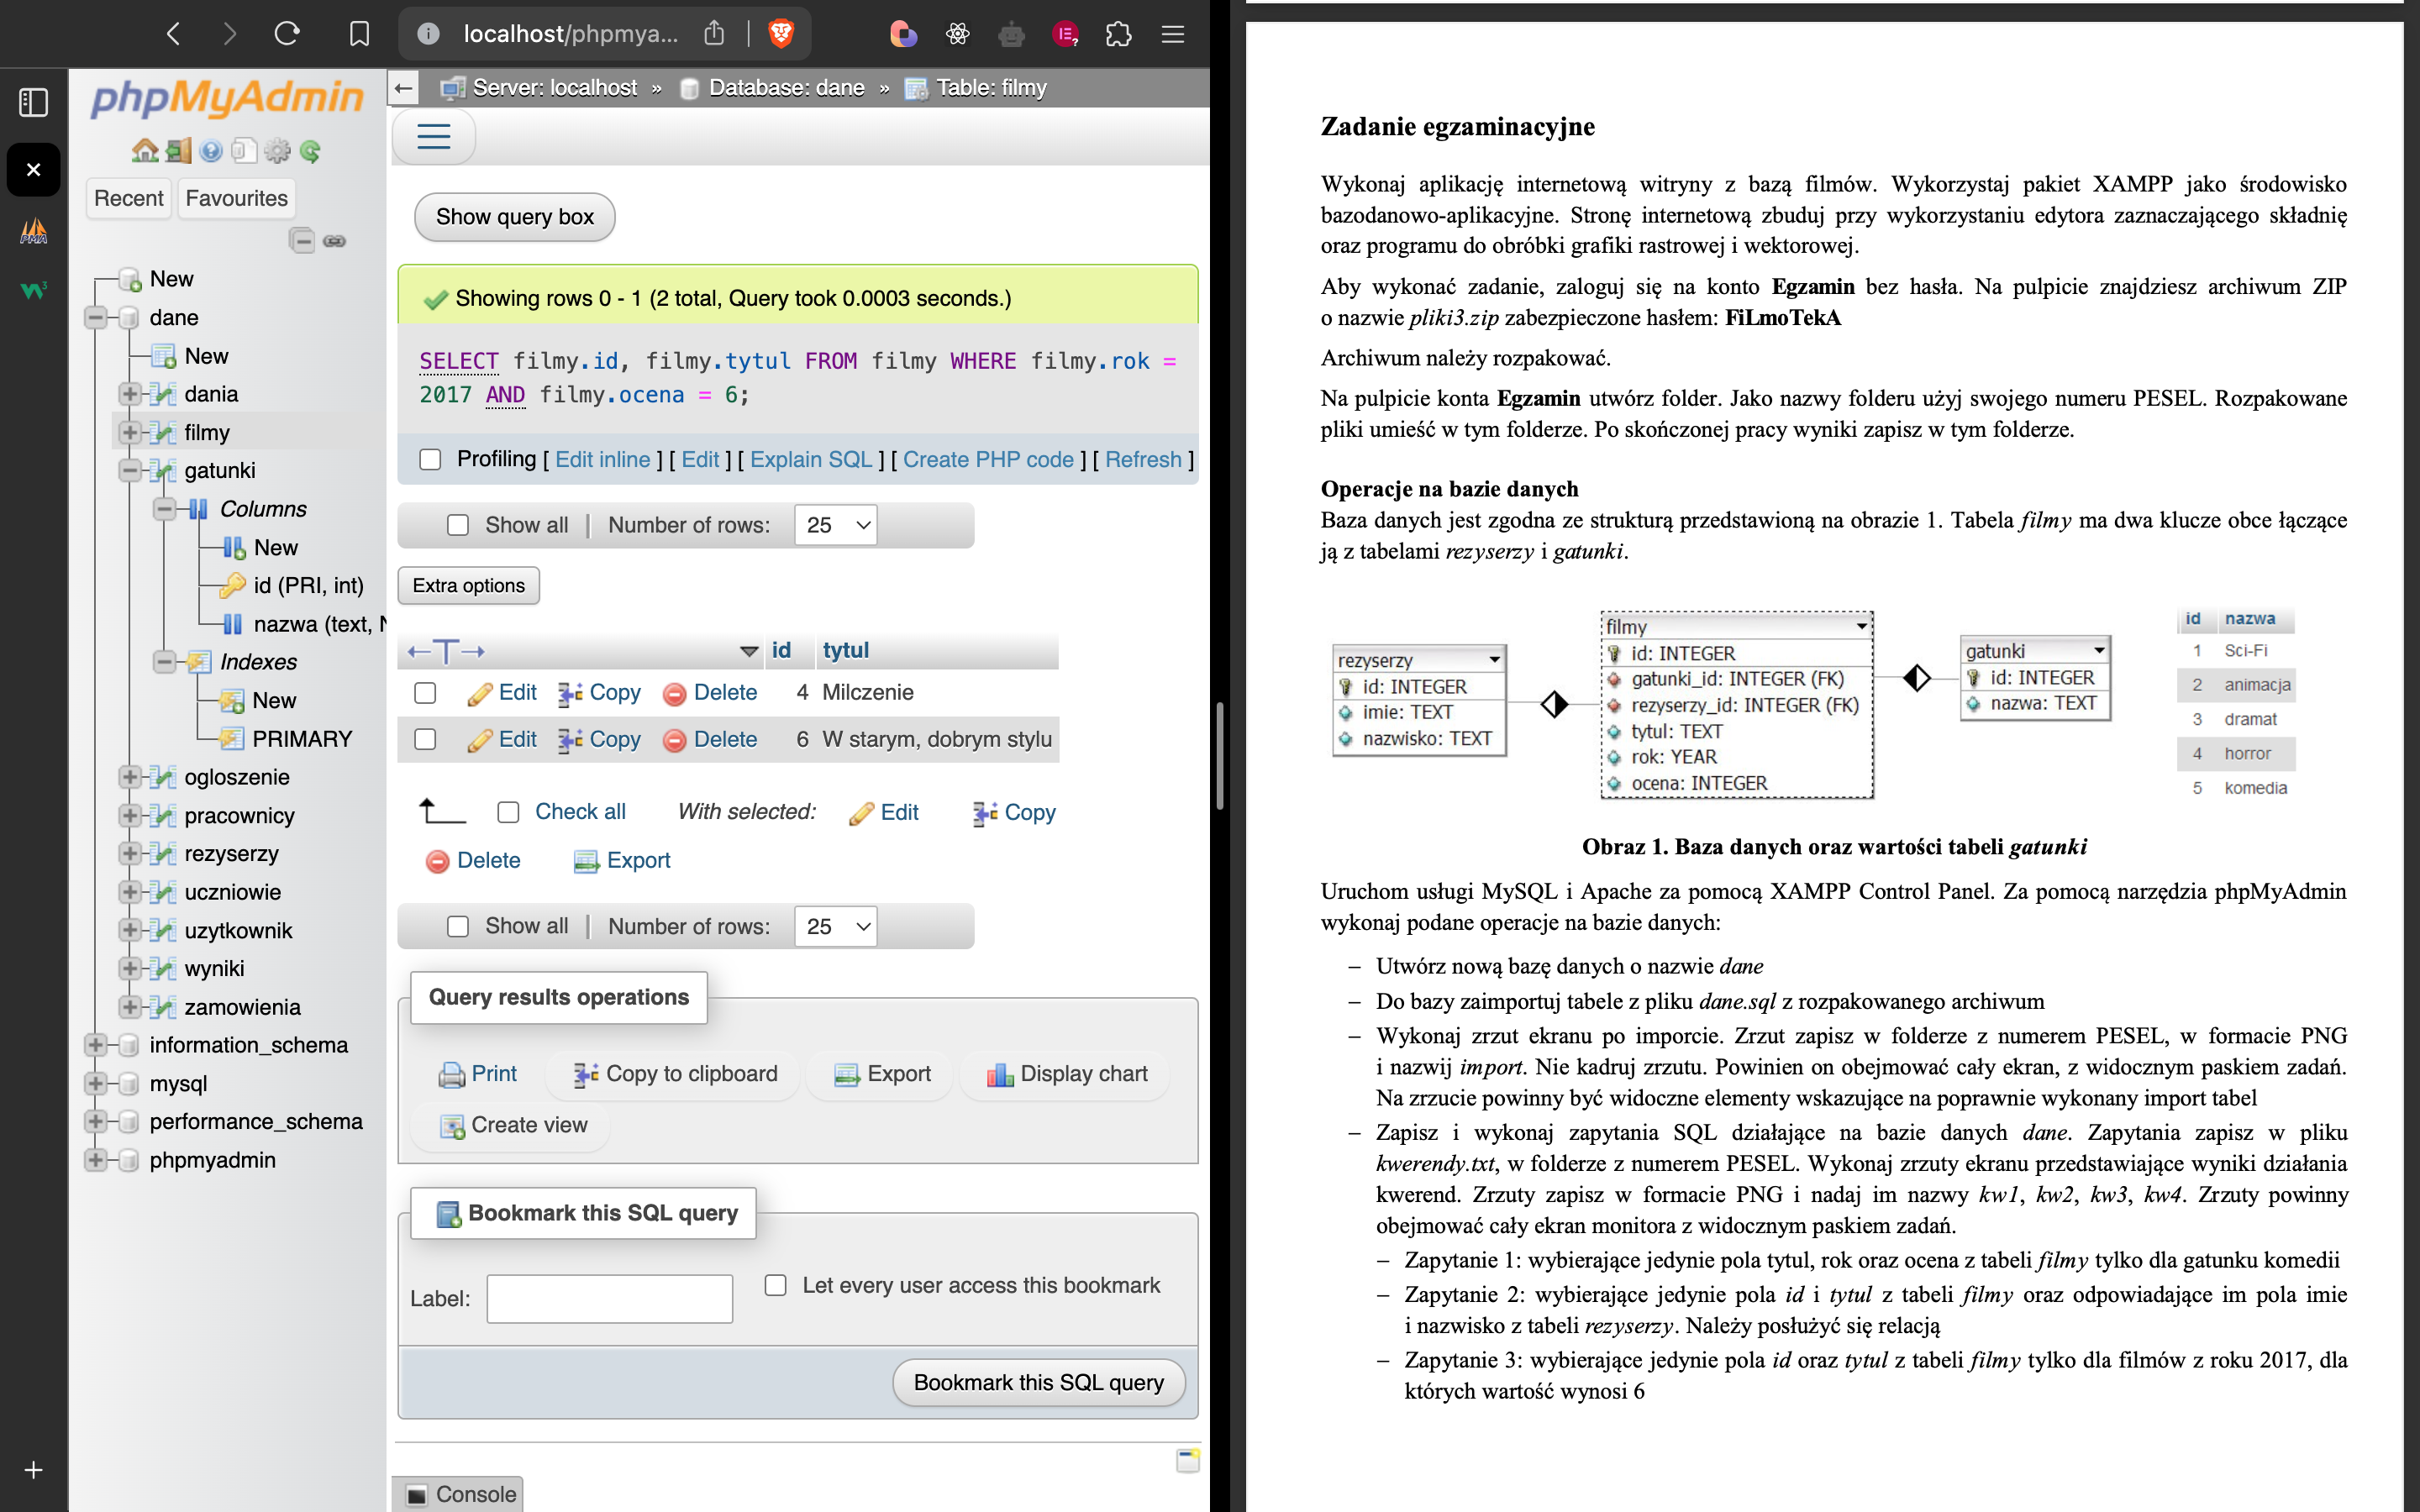 localhost/phpmya...
phpMyAdmin
Recent
Favourites
New
dane
New
dania
filmy
gatunki
Columns
New
id (PRI, int)
nazwa (text, N
Indexes
New
PRIMARY
ogloszenie
pracownicy
rezyserzy
uczniowie
uzytkownik
wyniki
zamowienia
information_schema
mysql
performance_schema
phpmyadmin
Server: localhost » Database: dane » Table: filmy
Show query box
Showing rows 0 - 1 (2 total, Query took 0.0003 seconds.)
SELECT filmy.id, filmy.tytul FROM filmy WHERE filmy.rok =
2017 AND filmy.ocena = 6;
Profiling [ Edit inline ] [ Edit ] [ Explain SQL ] [ Create PHP code ] [ Refresh ]
Show all | Number of rows: 25
Extra options
id tytul
Edit Copy Delete 4 Milczenie
Edit Copy Delete 6 W starym, dobrym stylu
Check all With selected: Edit Copy
Delete Export
Show all | Number of rows: 25
Query results operations
Print Copy to clipboard Export Display chart
Create view
Bookmark this SQL query
Label: Let every user access this bookmark
Bookmark this SQL query
Console
Zadanie egzaminacyjne
Wykonaj aplikację internetową witryny z bazą filmów. Wykorzystaj pakiet XAMPP jako środowisko
bazodanowo-aplikacyjne. Stronę internetową zbuduj przy wykorzystaniu edytora zaznaczającego składnię
oraz programu do obróbki grafiki rastrowej i wektorowej.
Aby wykonać zadanie, zaloguj się na konto Egzamin bez hasła. Na pulpicie znajdziesz archiwum ZIP
o nazwie pliki3.zip zabezpieczone hasłem: FiLmoTekA
Archiwum należy rozpakować.
Na pulpicie konta Egzamin utwórz folder. Jako nazwy folderu użyj swojego numeru PESEL. Rozpakowane
pliki umieść w tym folderze. Po skończonej pracy wyniki zapisz w tym folderze.
Operacje na bazie danych
Baza danych jest zgodna ze strukturą przedstawioną na obrazie 1. Tabela filmy ma dwa klucze obce łączące
ją z tabelami rezyserzy i gatunki.
rezyserzy
id: INTEGER
imie: TEXT
nazwisko: TEXT
filmy
id: INTEGER
gatunki_id: INTEGER (FK)
rezyserzy_id: INTEGER (FK)
tytul: TEXT
rok: YEAR
ocena: INTEGER
gatunki
id: INTEGER
nazwa: TEXT
id nazwa
1 Sci-Fi
2 animacja
3 dramat
4 horror
5 komedia
Obraz 1. Baza danych oraz wartości tabeli gatunki
Uruchom usługi MySQL i Apache za pomocą XAMPP Control Panel. Za pomocą narzędzia phpMyAdmin
wykonaj podane operacje na bazie danych:
– Utwórz nową bazę danych o nazwie dane
– Do bazy zaimportuj tabele z pliku dane.sql z rozpakowanego archiwum
– Wykonaj zrzut ekranu po imporcie. Zrzut zapisz w folderze z numerem PESEL, w formacie PNG
i nazwij import. Nie kadruj zrzutu. Powinien on obejmować cały ekran, z widocznym paskiem zadań.
Na zrzucie powinny być widoczne elementy wskazujące na poprawnie wykonany import tabel
– Zapisz i wykonaj zapytania SQL działające na bazie danych dane. Zapytania zapisz w pliku
kwerendy.txt, w folderze z numerem PESEL. Wykonaj zrzuty ekranu przedstawiające wyniki działania
kwerend. Zrzuty zapisz w formacie PNG i nadaj im nazwy kw1, kw2, kw3, kw4. Zrzuty powinny
obejmować cały ekran monitora z widocznym paskiem zadań.
– Zapytanie 1: wybierające jedynie pola tytul, rok oraz ocena z tabeli filmy tylko dla gatunku komedii
– Zapytanie 2: wybierające jedynie pola id i tytul z tabeli filmy oraz odpowiadające im pola imie
i nazwisko z tabeli rezyserzy. Należy posłużyć się relacją
– Zapytanie 3: wybierające jedynie pola id oraz tytul z tabeli filmy tylko dla filmów z roku 2017, dla
których wartość wynosi 6